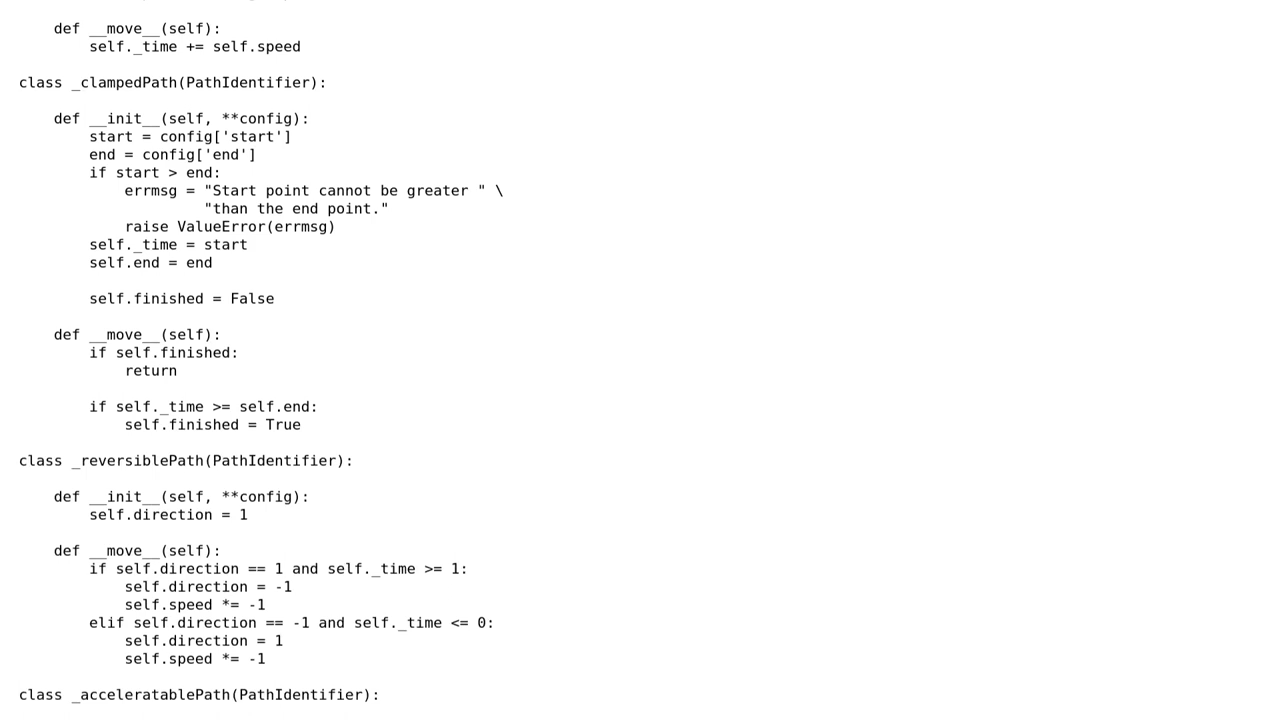 def __move__(self):
        self._time += self.speed

class _clampedPath(PathIdentifier):

    def __init__(self, **config):
        start = config['start']
        end = config['end']
        if start > end:
            errmsg = "Start point cannot be greater " \
                     "than the end point."
            raise ValueError(errmsg)
        self._time = start
        self.end = end

        self.finished = False

    def __move__(self):
        if self.finished:
            return

        if self._time >= self.end:
            self.finished = True

class _reversiblePath(PathIdentifier):

    def __init__(self, **config):
        self.direction = 1

    def __move__(self):
        if self.direction == 1 and self._time >= 1:
            self.direction = -1
            self.speed *= -1
        elif self.direction == -1 and self._time <= 0:
            self.direction = 1
            self.speed *= -1

class _acceleratablePath(PathIdentifier):